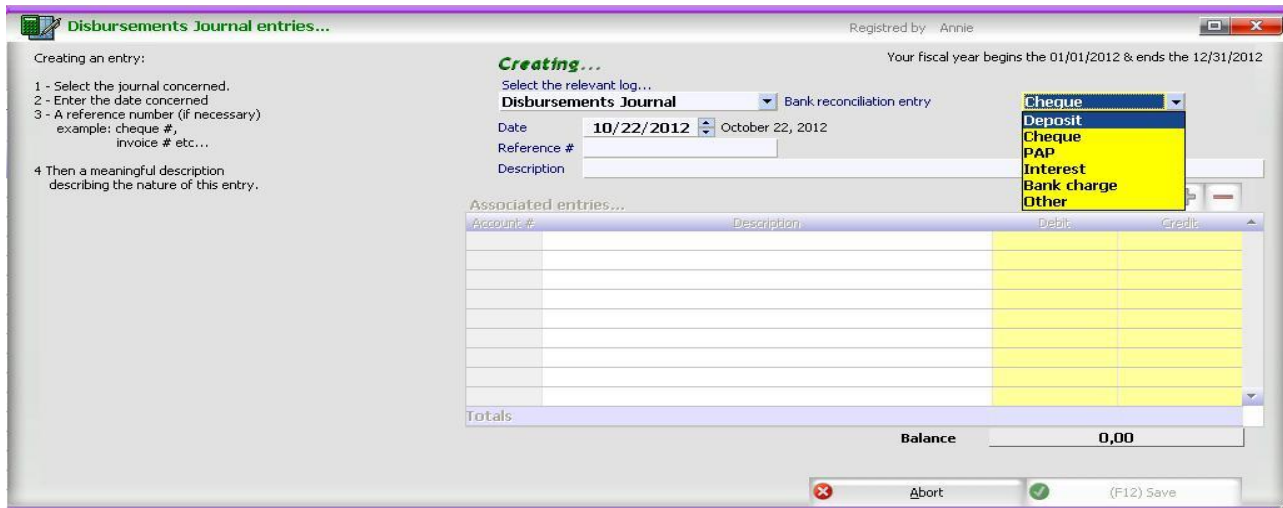 Disbursements Journal entries...
Registred by Annie
Creating an entry:
1 - Select the journal concerned.
2 - Enter the date concerned
3 - A reference number (if necessary)
example: cheque #,
invoice # etc...
4 Then a meaningful description
describing the nature of this entry.
Your fiscal year begins the 01/01/2012 & ends the 12/31/2012
Creating...
Select the relevant log...
Disbursements Journal
Bank reconciliation entry
Cheque
Deposit
Cheque
PAP
Interest
Bank charge
Other
Date 10/22/2012 October 22, 2012
Reference #
Description
Associated entries...
Account # Description Debit Credit
Totals
Balance 0,00
Abort
(F12) Save